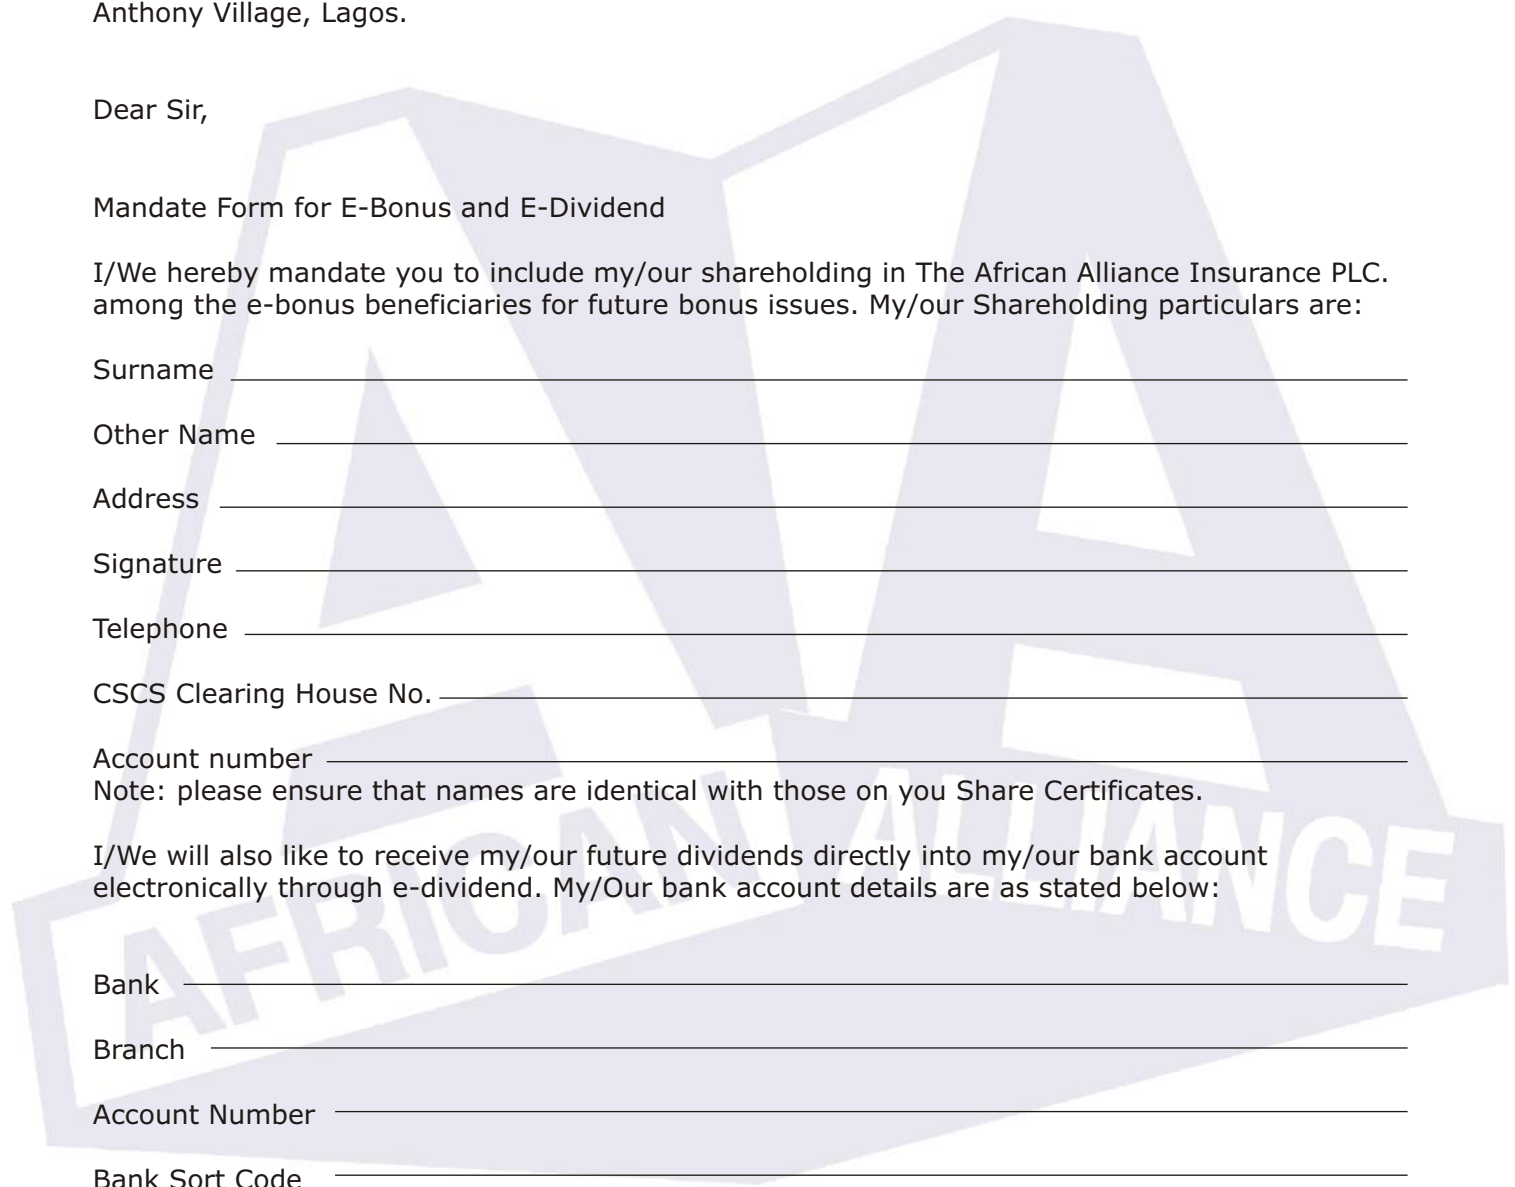 Anthony Village, Lagos.
Dear Sir,
Mandate Form for E-Bonus and E-Dividend
I/We hereby mandate you to include my/our shareholding in The African Alliance Insurance PLC.
among the e-bonus beneficiaries for future bonus issues. My/our Shareholding particulars are:
Surname
Other Name
Address
Signature
Telephone
CSCS Clearing House No.
Account number
Note: please ensure that names are identical with those on you Share Certificates.
I/We will also like to receive my/our future dividends directly into my/our bank account
electronically through e-dividend. My/Our bank account details are as stated below:
Bank
Branch
Account Number
Bank Sort Code
AFRICAN ALLIANCE